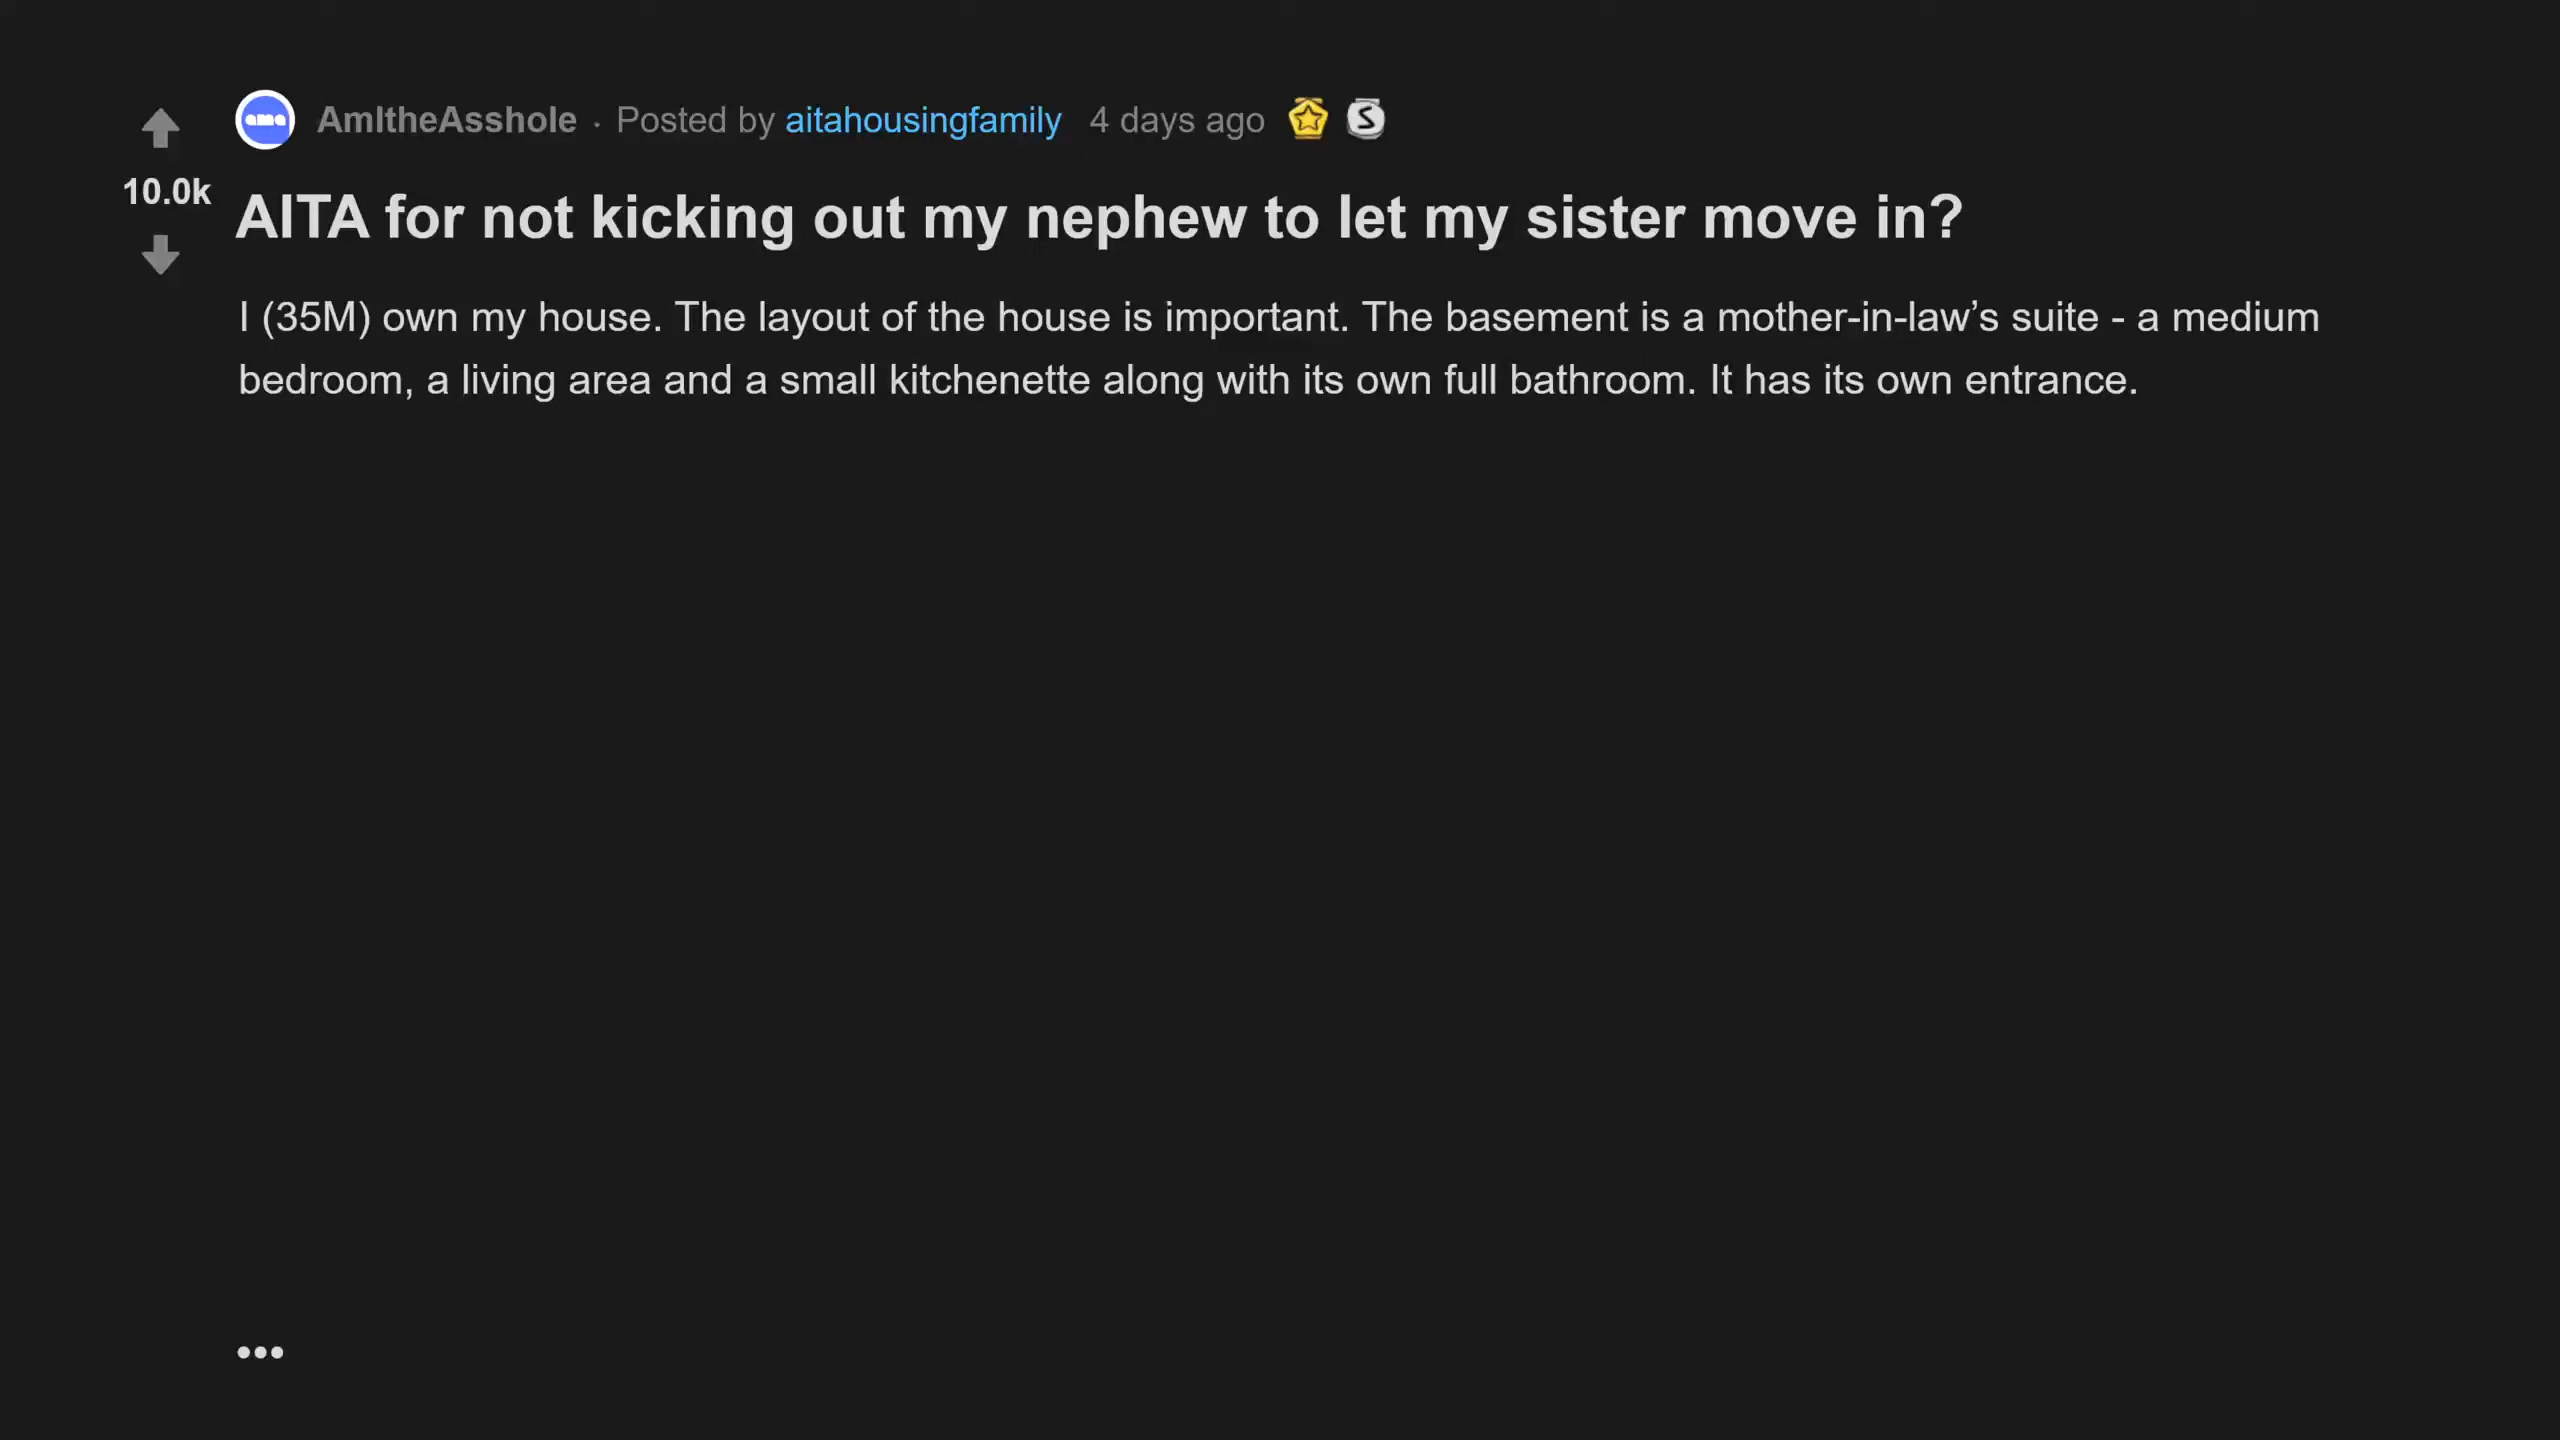 AmItheAsshole · Posted by aitahousingfamily 4 days ago
10.0k
AITA for not kicking out my nephew to let my sister move in?
I (35M) own my house. The layout of the house is important. The basement is a mother-in-law’s suite - a medium
bedroom, a living area and a small kitchenette along with its own full bathroom. It has its own entrance.
•••